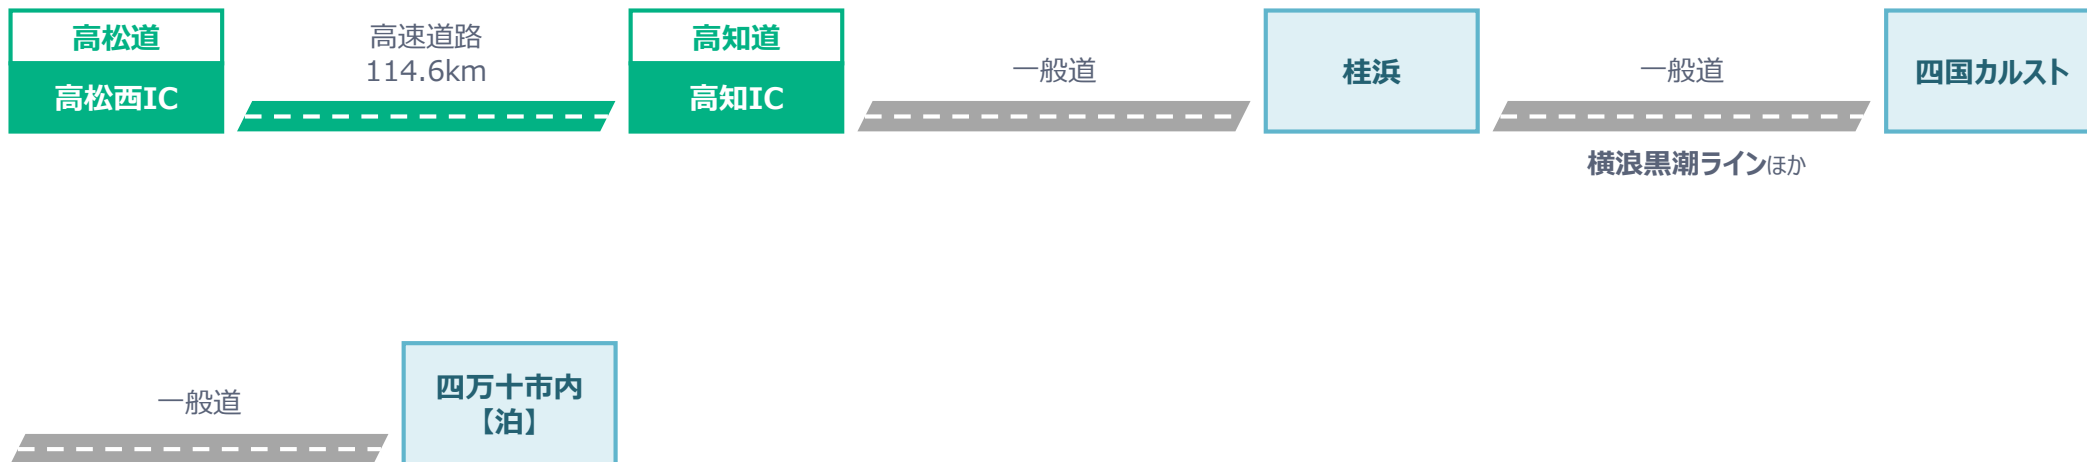 高松道
高松西IC
高速道路
114.6km
高知道
高知IC
一般道
桂浜
一般道
横浪黒潮ラインほか
四国カルスト
一般道
四万十市内
【泊】